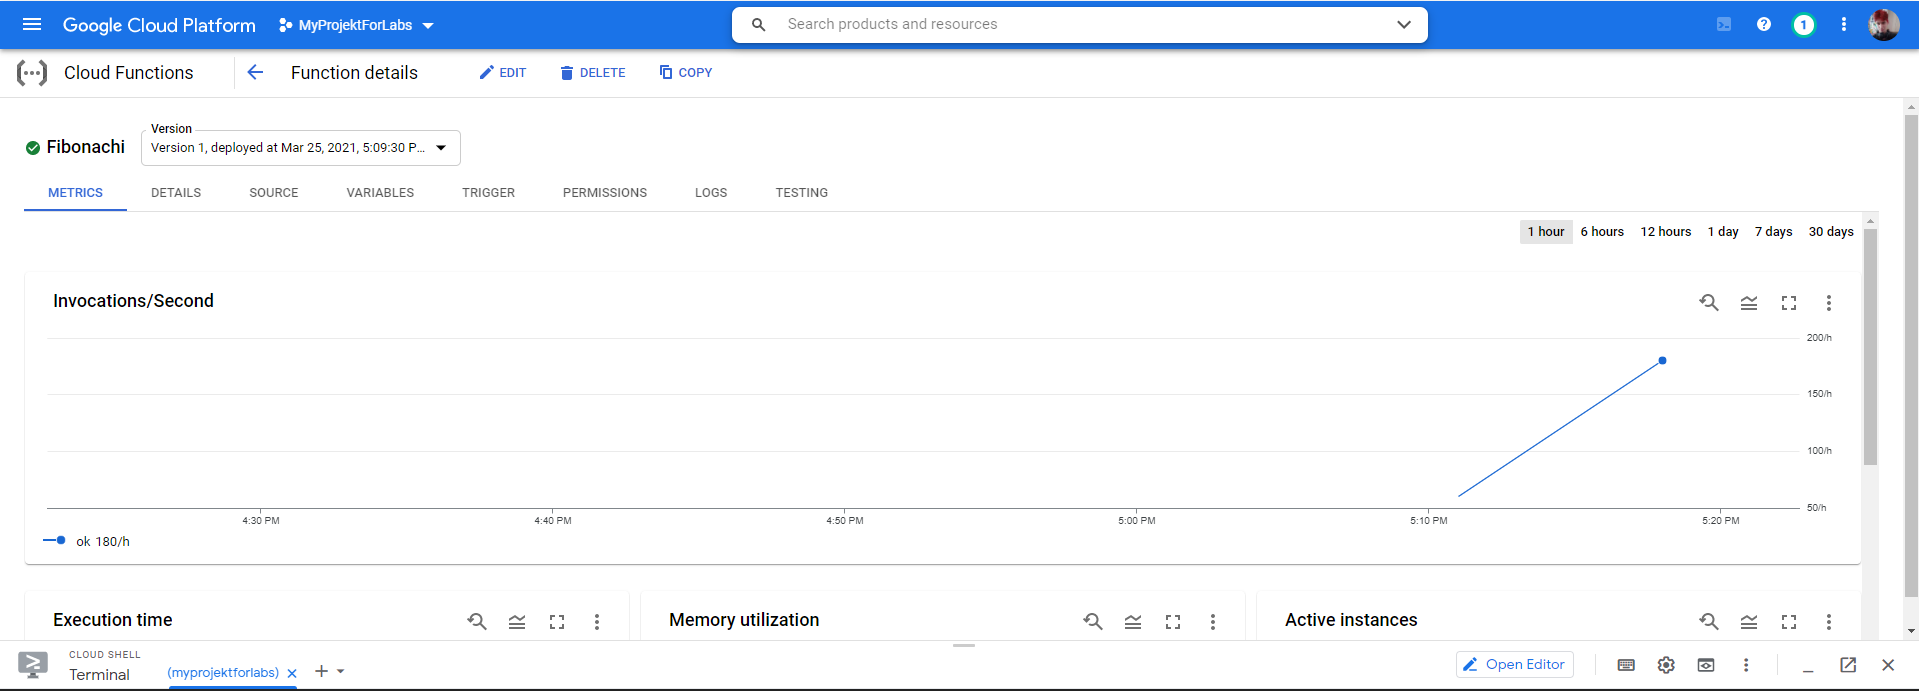 Google Cloud Platform MyProjektForLabs Search products and resources 1
Cloud Functions Function details EDIT DELETE COPY
Fibonachi
Version
Version 1, deployed at Mar 25, 2021, 5:09:30 P...
METRICS DETAILS SOURCE VARIABLES TRIGGER PERMISSIONS LOGS TESTING
1 hour 6 hours 12 hours 1 day 7 days 30 days
Invocations/Second
200/h
150/h
100/h
50/h
4:30 PM 4:40 PM 4:50 PM 5:00 PM 5:10 PM 5:20 PM
ok 180/h
Execution time Memory utilization Active instances
CLOUD SHELL
Terminal (myprojektforlabs) Open Editor